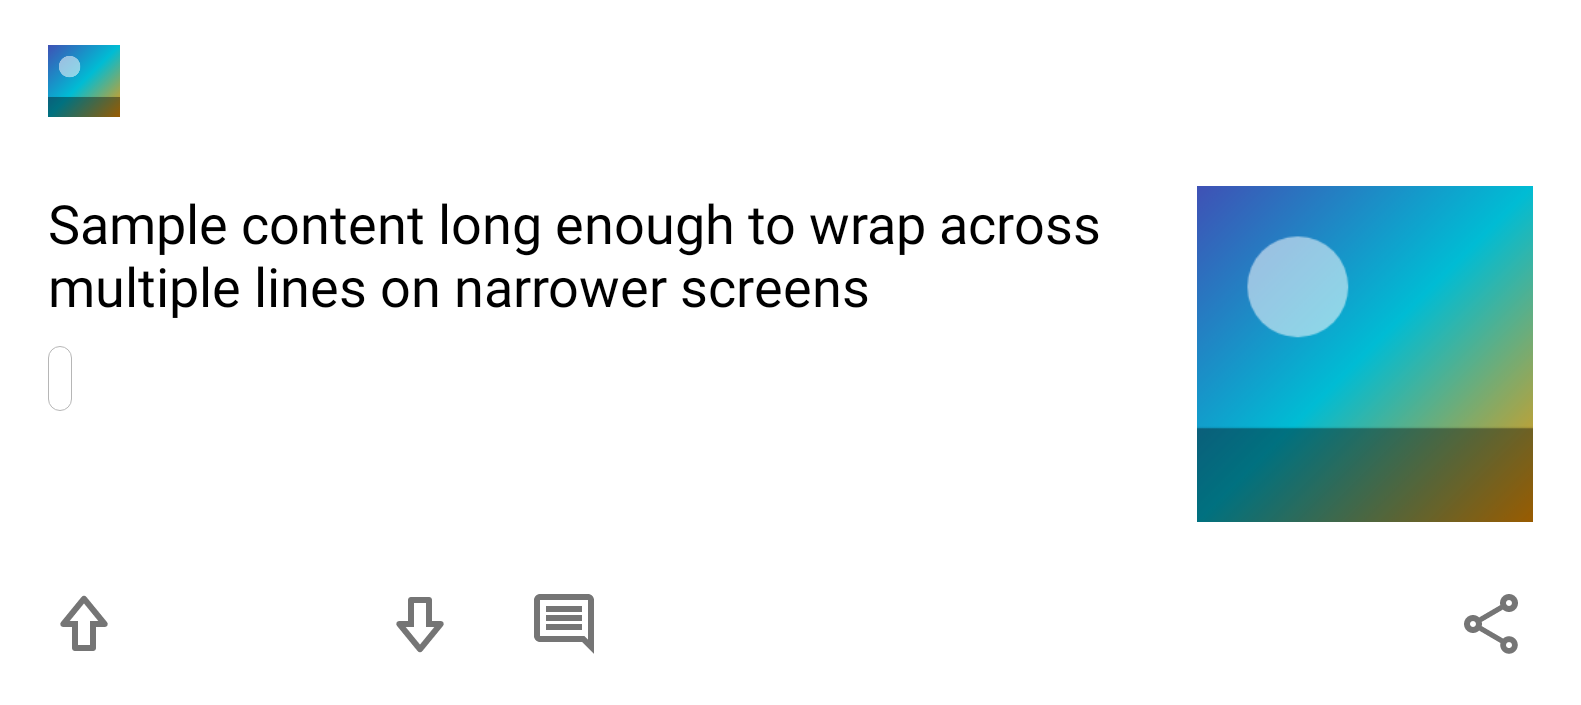 Sample content long enough to wrap across
multiple lines on narrower screens